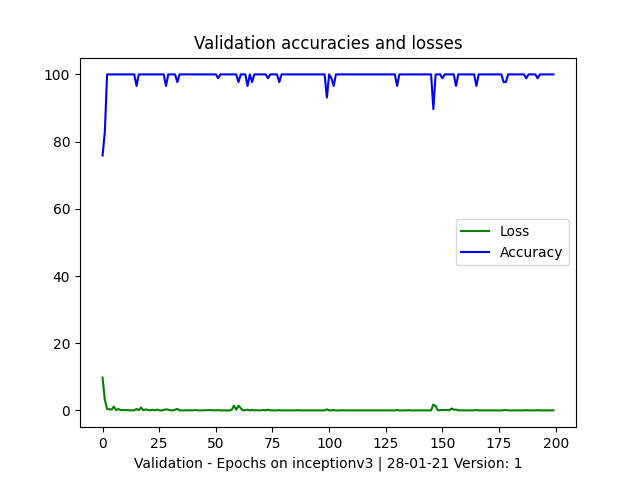 Validation accuracies and losses
100
80
60
40
20
0
Loss
Accuracy
0 25 50 75 100 125 150 175 200
Validation - Epochs on inceptionv3 | 28-01-21 Version: 1